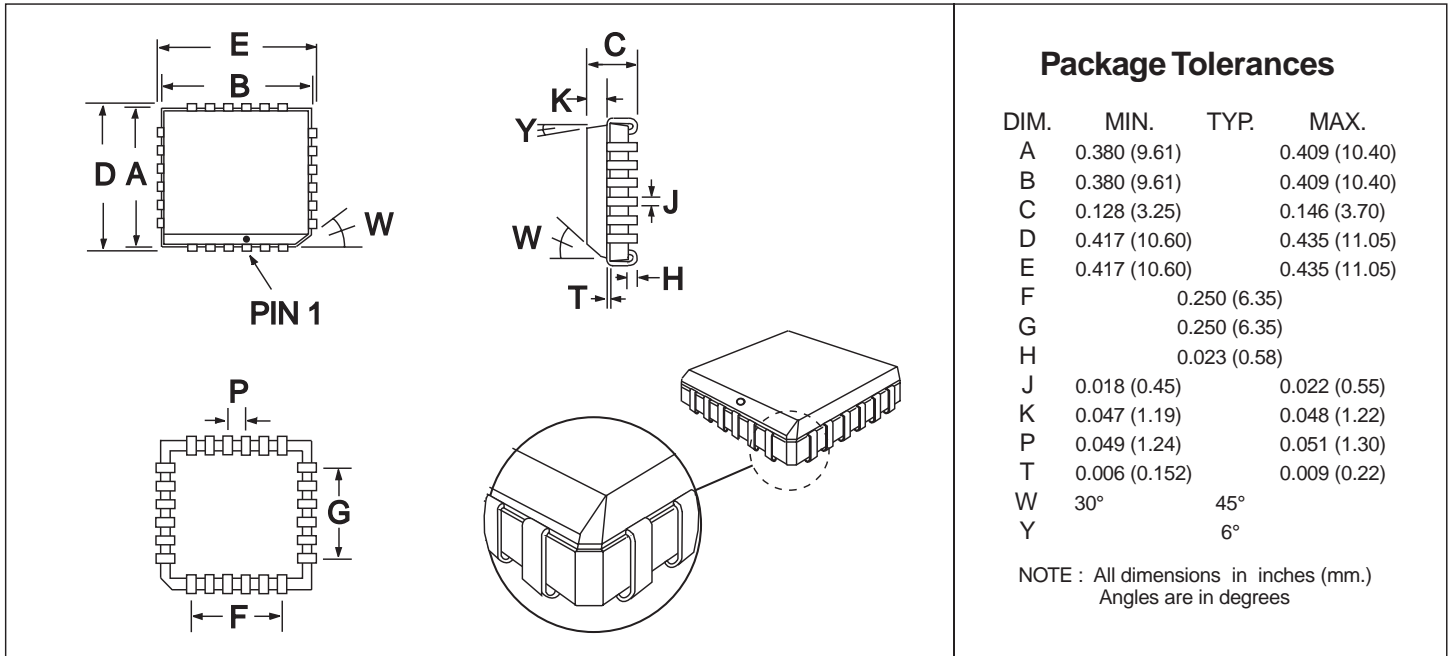 E
B
D A
W
PIN 1
C
K
Y
J
W
H
T
P
G
F
Package Tolerances
DIM. MIN. TYP. MAX.
A 0.380 (9.61) 0.409 (10.40)
B 0.380 (9.61) 0.409 (10.40)
C 0.128 (3.25) 0.146 (3.70)
D 0.417 (10.60) 0.435 (11.05)
E 0.417 (10.60) 0.435 (11.05)
F 0.250 (6.35)
G 0.250 (6.35)
H 0.023 (0.58)
J 0.018 (0.45) 0.022 (0.55)
K 0.047 (1.19) 0.048 (1.22)
P 0.049 (1.24) 0.051 (1.30)
T 0.006 (0.152) 0.009 (0.22)
W 30° 45°
Y 6°
NOTE : All dimensions in inches (mm.)
Angles are in degrees